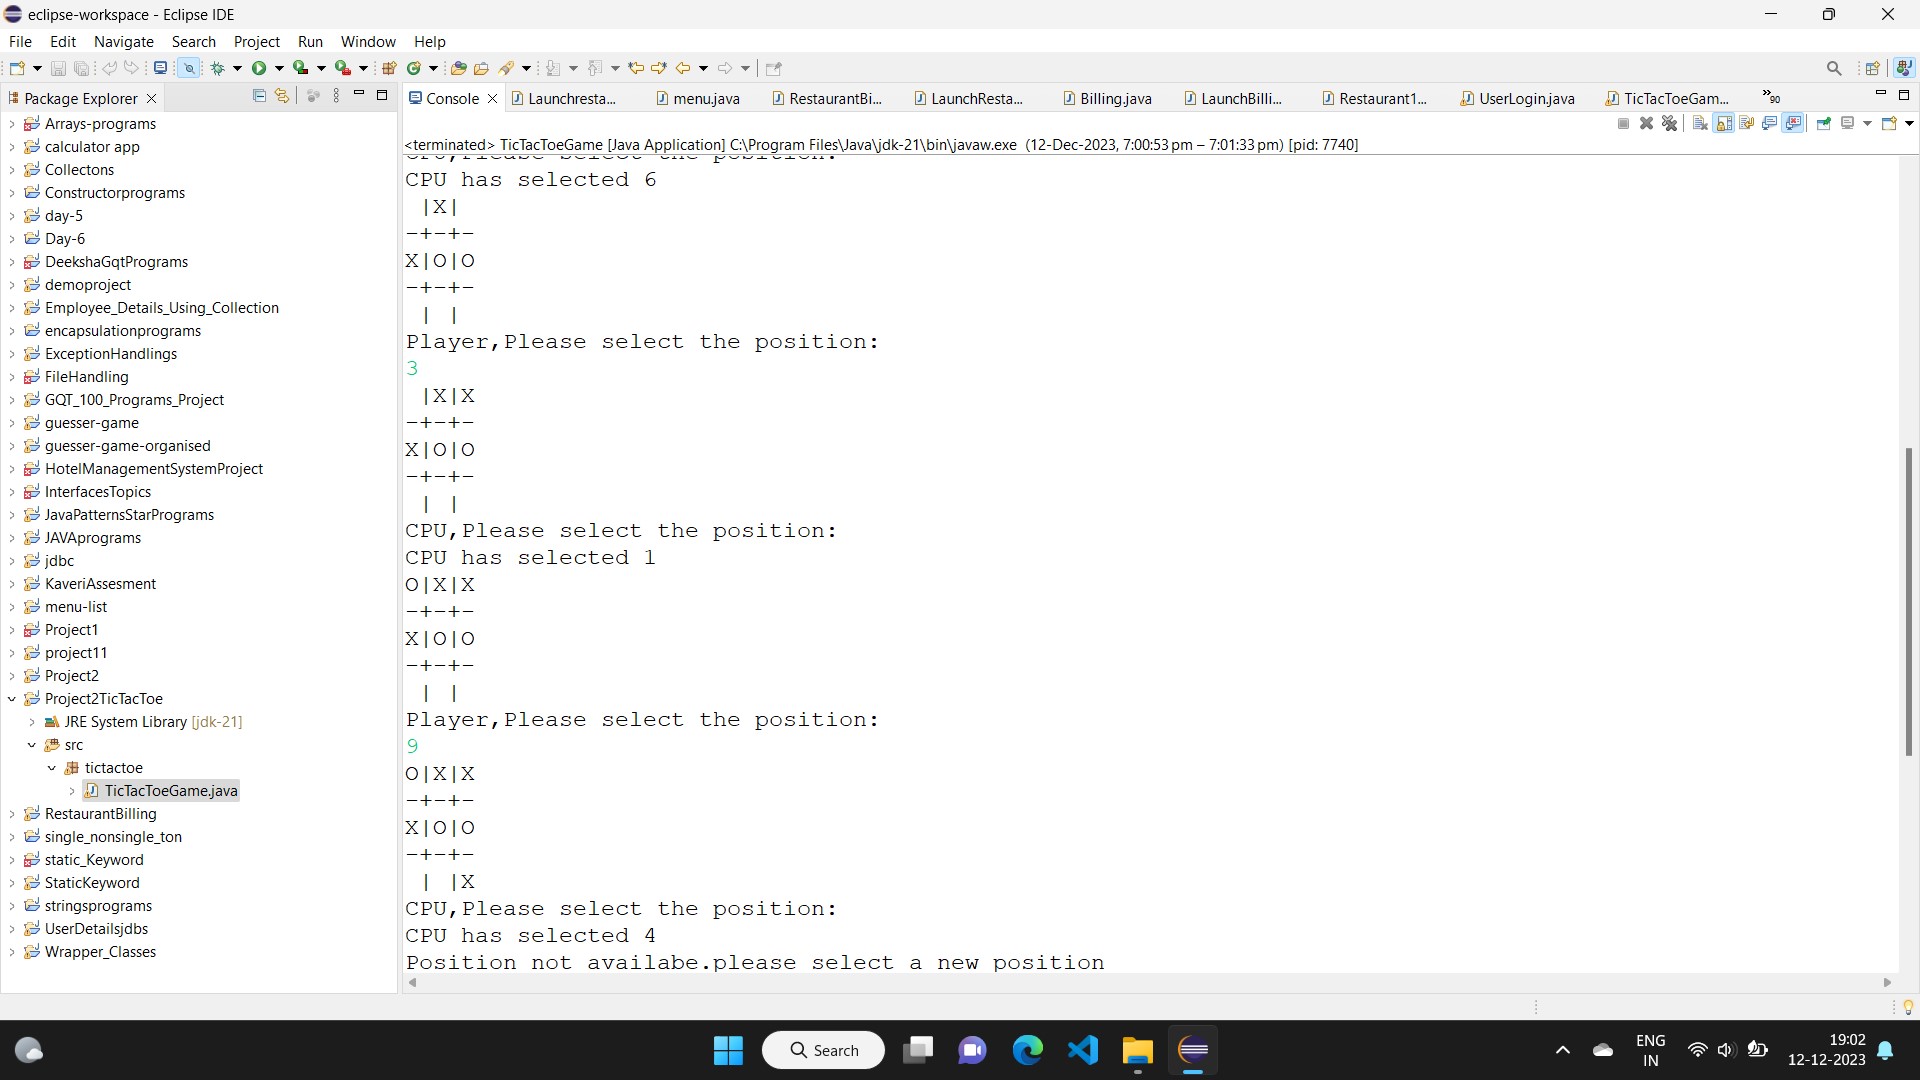 eclipse-workspace - Eclipse IDE
File Edit Navigate Search Project Run Window Help
Package Explorer
Console Launchresta... menu.java RestaurantBi... LaunchResta... Billing.java LaunchBilli... Restaurant1... UserLogin.java TicTacToeGam... »90
<terminated> TicTacToeGame [Java Application] C:\Program Files\Java\jdk-21\bin\javaw.exe (12-Dec-2023, 7:00:53 pm – 7:01:33 pm) [pid: 7740]
Arrays-programs
calculator app
Collectons
Constructorprograms
day-5
Day-6
DeekshaGqtPrograms
demoproject
Employee_Details_Using_Collection
encapsulationprograms
ExceptionHandlings
FileHandling
GQT_100_Programs_Project
guesser-game
guesser-game-organised
HotelManagementSystemProject
InterfacesTopics
JavaPatternsStarPrograms
JAVAprograms
jdbc
KaveriAssesment
menu-list
Project1
project11
Project2
Project2TicTacToe
JRE System Library [jdk-21]
src
tictactoe
TicTacToeGame.java
RestaurantBilling
single_nonsingle_ton
static_Keyword
StaticKeyword
stringsprograms
UserDetailsjdbs
Wrapper_Classes
CPU,Please select the position:
CPU has selected 6
 |X|
-+-+-
X|O|O
-+-+-
 | |
Player,Please select the position:
3
 |X|X
-+-+-
X|O|O
-+-+-
 | |
CPU,Please select the position:
CPU has selected 1
O|X|X
-+-+-
X|O|O
-+-+-
 | |
Player,Please select the position:
9
O|X|X
-+-+-
X|O|O
-+-+-
 | |X
CPU,Please select the position:
CPU has selected 4
Position not availabe.please select a new position
Search
ENG
IN
19:02
12-12-2023